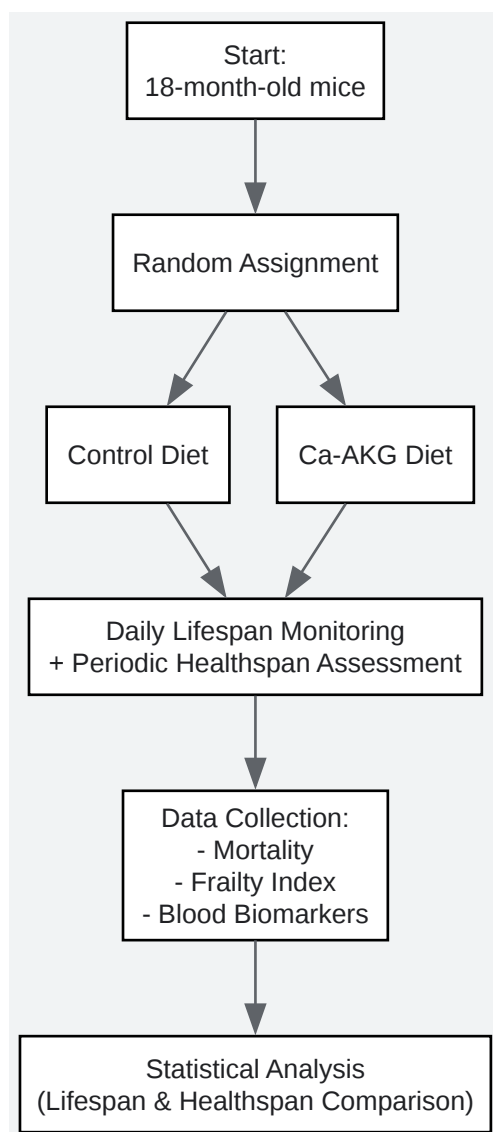 Start:
18-month-old mice
Random Assignment
Control Diet
Ca-AKG Diet
Daily Lifespan Monitoring
+ Periodic Healthspan Assessment
Data Collection:
- Mortality
- Frailty Index
- Blood Biomarkers
Statistical Analysis
(Lifespan & Healthspan Comparison)